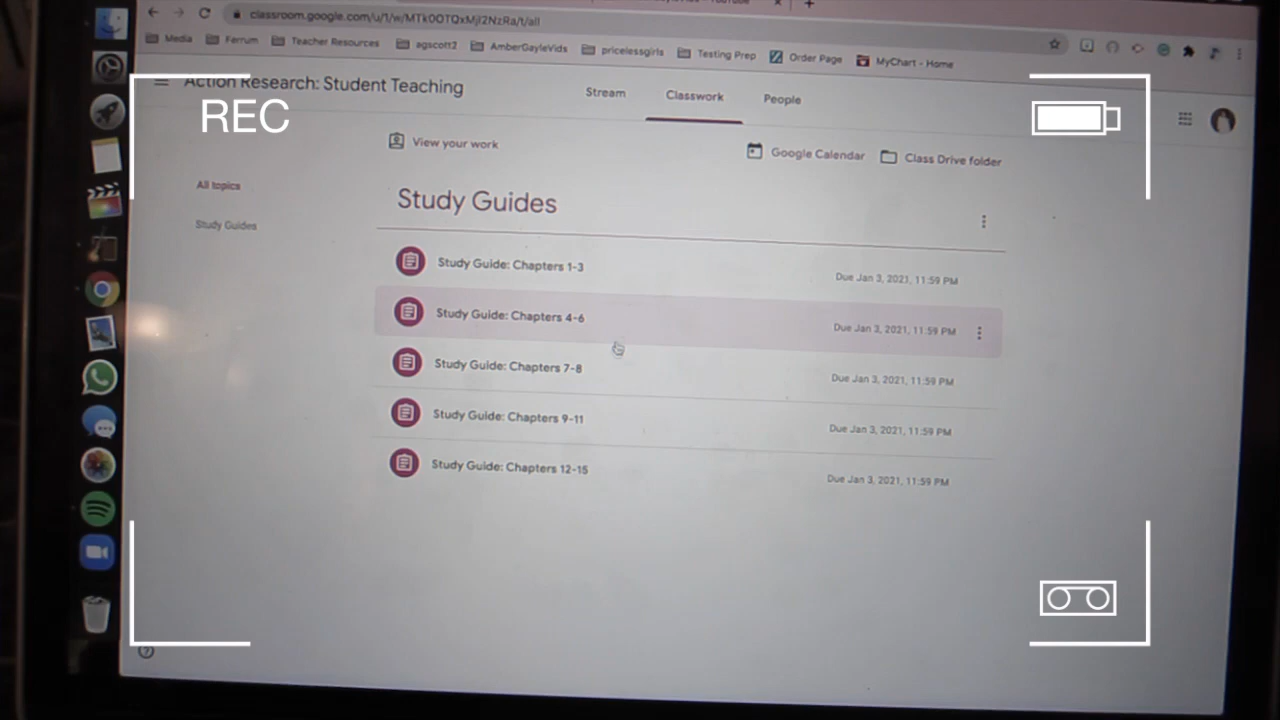 classroom.google.com/u/1/w/MTk0OTQxMjI2NzRa/t/all
Media Ferrum Teacher Resources agscott2 AmberGayleVids pricelessgirls Testing Prep Order Page MyChart - Home
Action Research: Student Teaching Stream Classwork People
REC
View your work Google Calendar Class Drive folder
All topics
Study Guides
Study Guides
Study Guide: Chapters 1-3 Due Jan 3, 2021, 11:59 PM
Study Guide: Chapters 4-6 Due Jan 3, 2021, 11:59 PM
Study Guide: Chapters 7-8 Due Jan 3, 2021, 11:59 PM
Study Guide: Chapters 9-11 Due Jan 3, 2021, 11:59 PM
Study Guide: Chapters 12-15 Due Jan 3, 2021, 11:59 PM